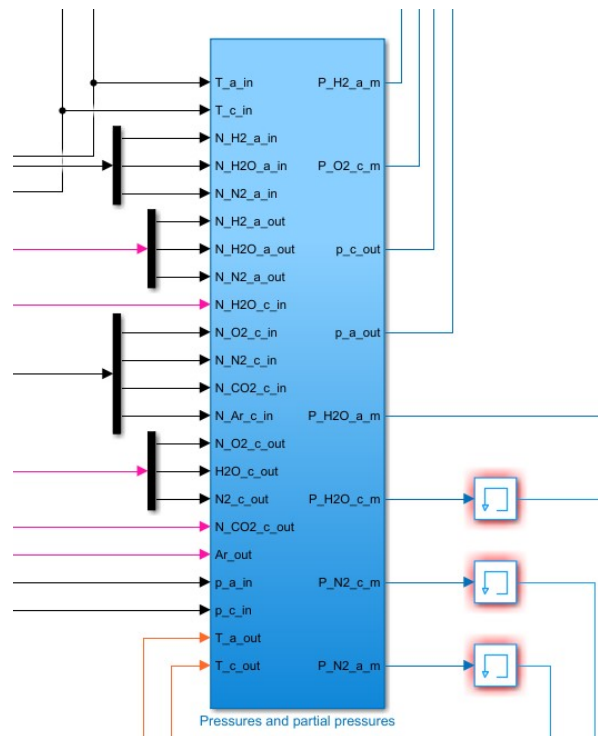 T_a_in P_H2_a_m
T_c_in
N_H2_a_in
N_H2O_a_in P_O2_c_m
N_N2_a_in
N_H2_a_out
N_H2O_a_out p_c_out
N_N2_a_out
N_H2O_c_in
N_O2_c_in p_a_out
N_N2_c_in
N_CO2_c_in
N_Ar_c_in P_H2O_a_m
N_O2_c_out
H2O_c_out
N2_c_out P_H2O_c_m
N_CO2_c_out
Ar_out
p_a_in P_N2_c_m
p_c_in
T_a_out
T_c_out P_N2_a_m
Pressures and partial pressures